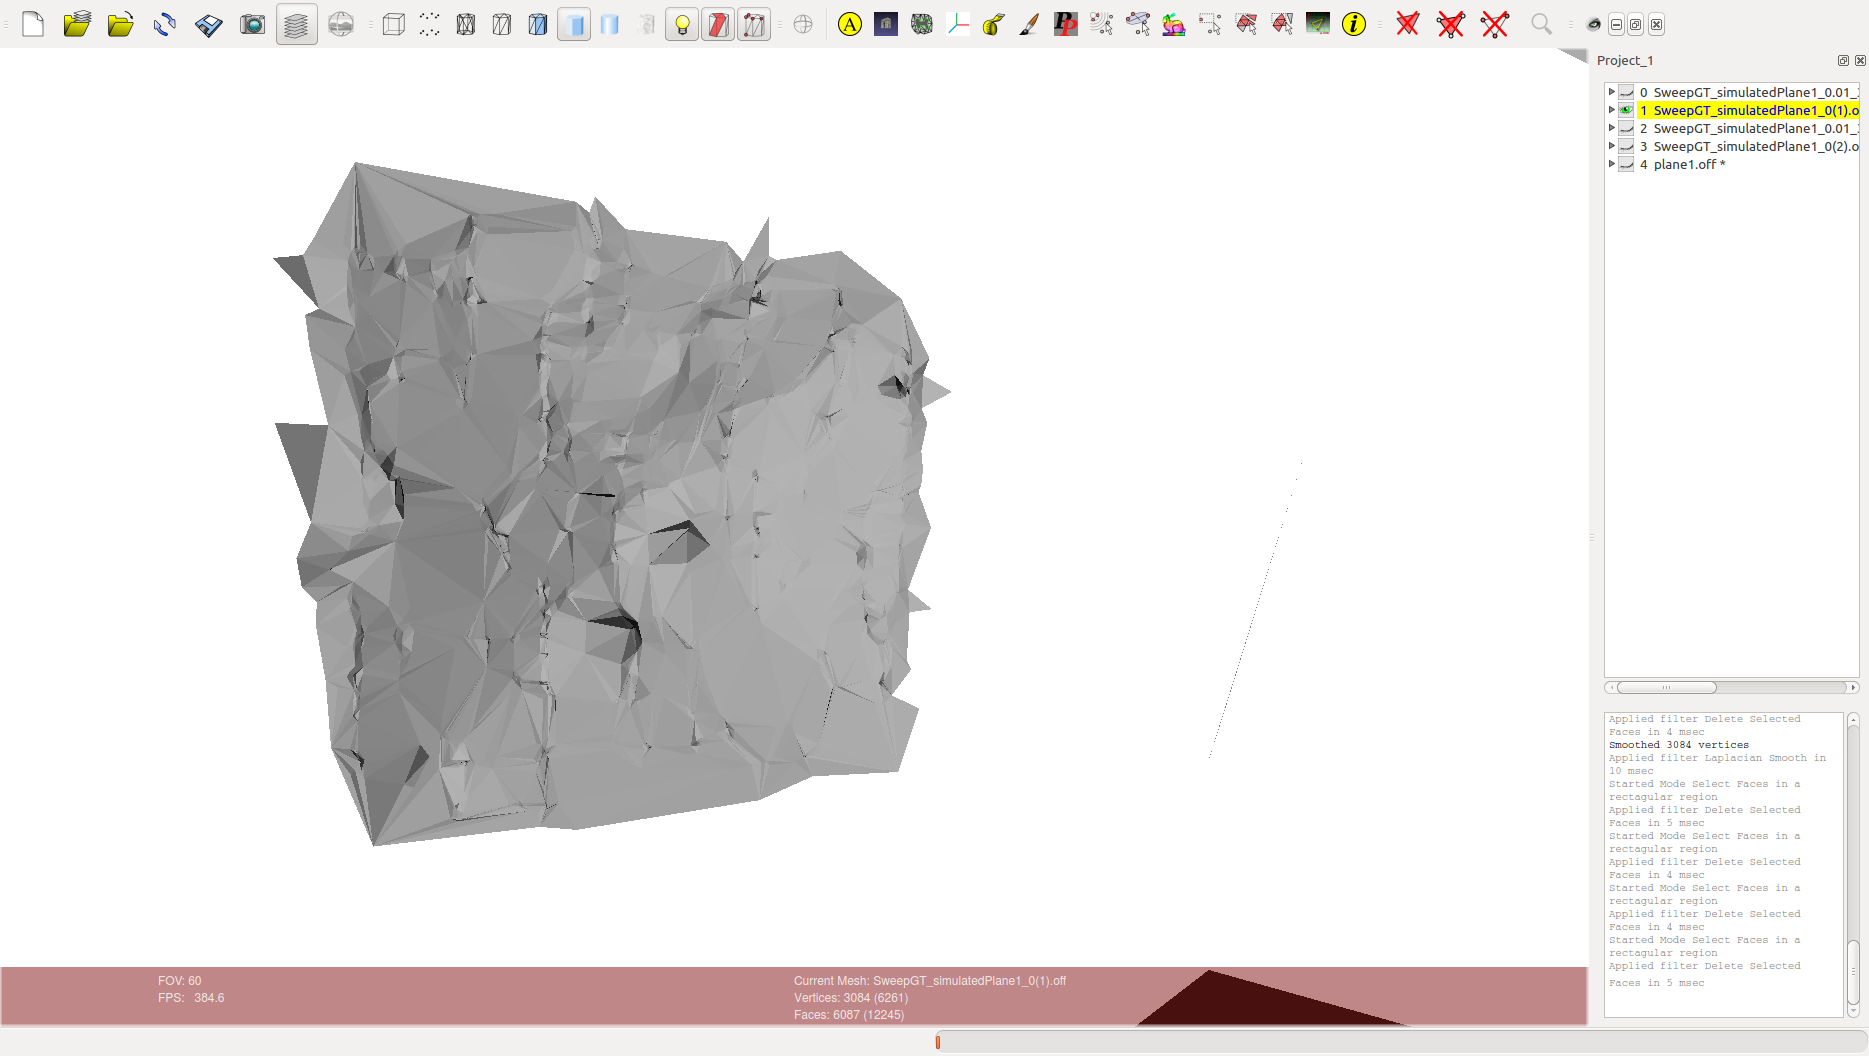 A
PP
i
Project_1
0 SweepGT_simulatedPlane1_0.01_
1 SweepGT_simulatedPlane1_0(1).o
2 SweepGT_simulatedPlane1_0.01_
3 SweepGT_simulatedPlane1_0(2).o
4 plane1.off *
Applied filter Delete Selected
Faces in 4 msec
Smoothed 3084 vertices
Applied filter Laplacian Smooth in
10 msec
Started Mode Select Faces in a
rectagular region
Applied filter Delete Selected
Faces in 5 msec
Started Mode Select Faces in a
rectagular region
Applied filter Delete Selected
Faces in 4 msec
Started Mode Select Faces in a
rectagular region
Applied filter Delete Selected
Faces in 4 msec
Started Mode Select Faces in a
rectagular region
Applied filter Delete Selected
Faces in 5 msec
FOV: 60
FPS: 384.6
Current Mesh: SweepGT_simulatedPlane1_0(1).off
Vertices: 3084 (6261)
Faces: 6087 (12245)